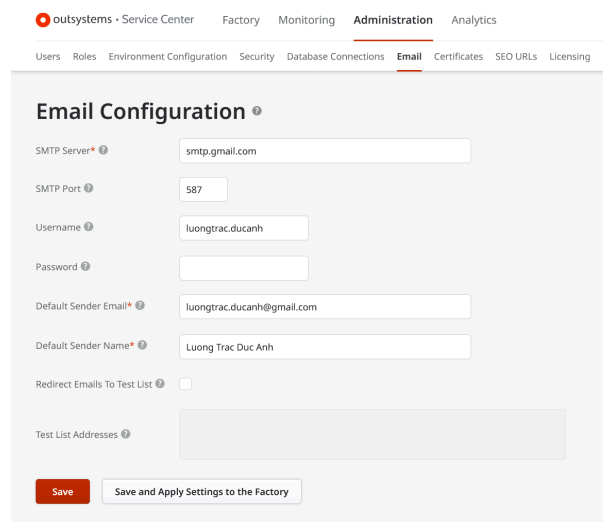 outsystems • Service Center Factory Monitoring Administration Analytics
Users Roles Environment Configuration Security Database Connections Email Certificates SEO URLs Licensing
Email Configuration ?
SMTP Server* ? smtp.gmail.com
SMTP Port ? 587
Username ? luongtrac.ducanh
Password ?
Default Sender Email* ? luongtrac.ducanh@gmail.com
Default Sender Name* ? Luong Trac Duc Anh
Redirect Emails To Test List ?
Test List Addresses ?
Save Save and Apply Settings to the Factory